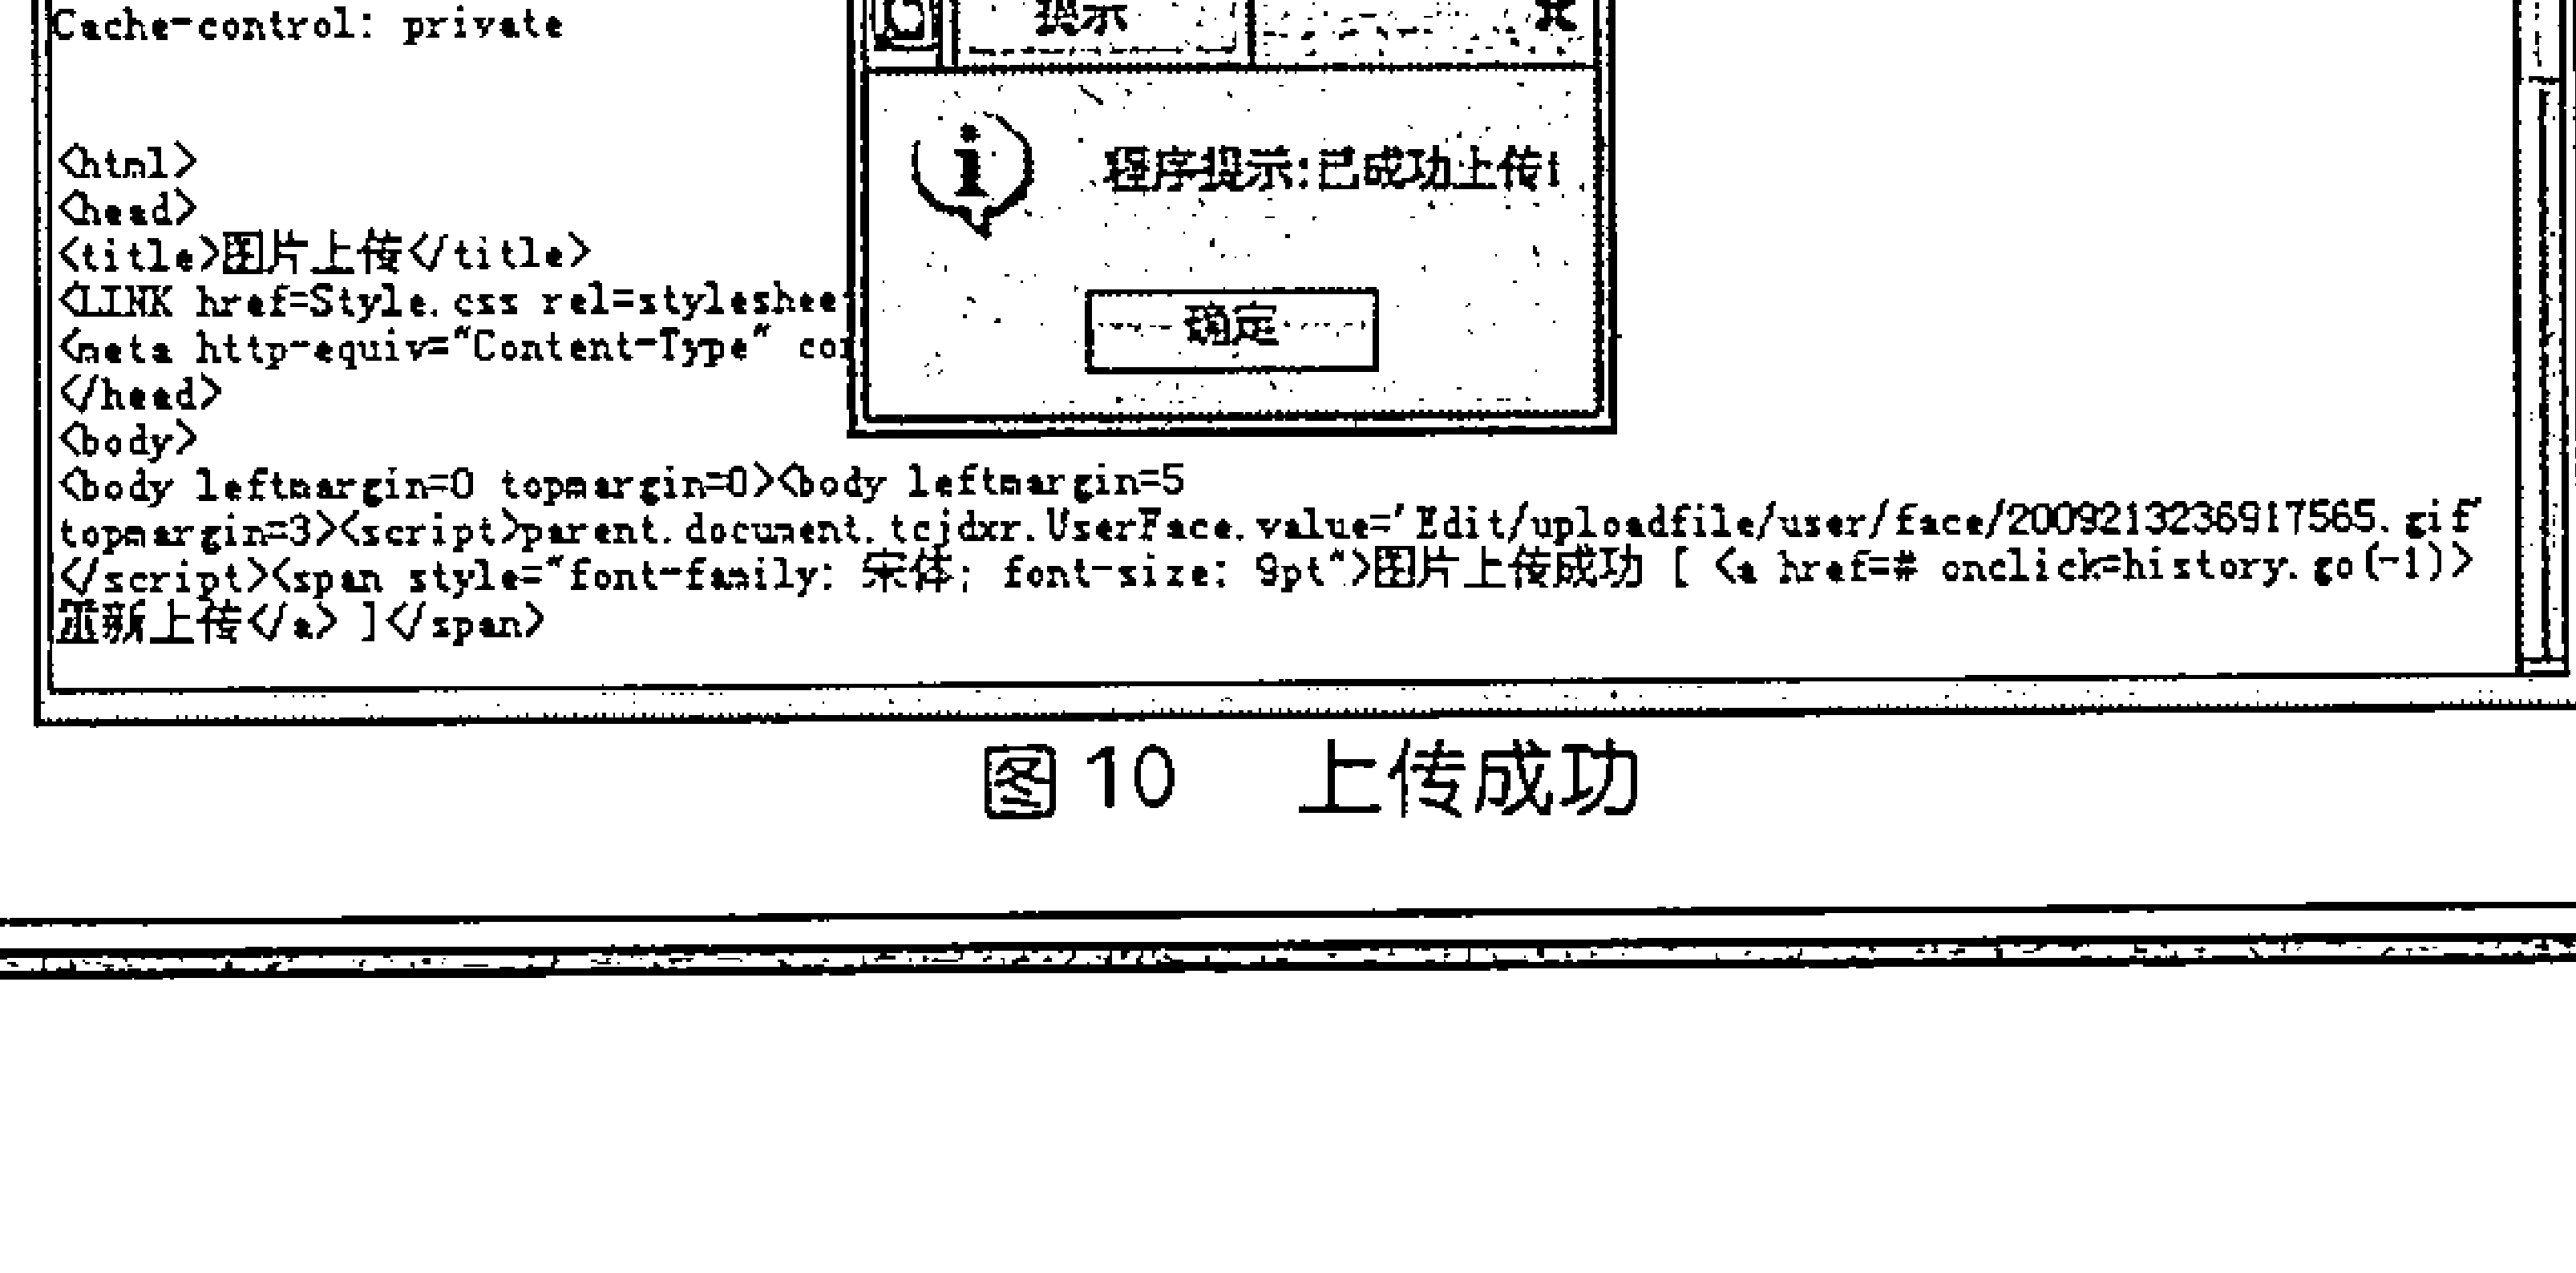 Cache-control: private
提示
程序提示:已成功上传!
确定
<html>
<head>
<title>图片上传</title>
<LINK href=Style.css rel=styleshee
<meta http-equiv="Content-Type" con
</head>
<body>
<body leftmargin=0 topmargin=0><body leftmargin=5
topmargin=3><script>parent.document.tcjdxr.UserFace.value='Edit/uploadfile/user/face/2009213236917565.gif'
</script><span style="font-family: 宋体; font-size: 9pt">图片上传成功 [ <a href=# onclick=history.go(-1)>
重新上传</a> ]</span>
图 10 上传成功